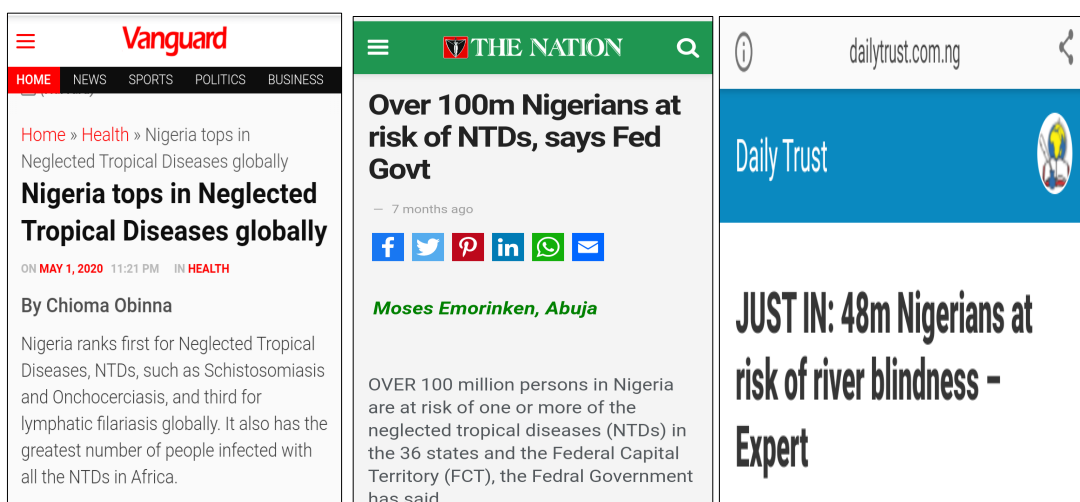 Vanguard
HOME NEWS SPORTS POLITICS BUSINESS
Home » Health » Nigeria tops in
Neglected Tropical Diseases globally
Nigeria tops in Neglected
Tropical Diseases globally
ON MAY 1, 2020 11:21 PM IN HEALTH
By Chioma Obinna
Nigeria ranks first for Neglected Tropical
Diseases, NTDs, such as Schistosomiasis
and Onchocerciasis, and third for
lymphatic filariasis globally. It also has the
greatest number of people infected with
all the NTDs in Africa.
THE NATION
Over 100m Nigerians at
risk of NTDs, says Fed
Govt
— 7 months ago
Moses Emorinken, Abuja
OVER 100 million persons in Nigeria
are at risk of one or more of the
neglected tropical diseases (NTDs) in
the 36 states and the Federal Capital
Territory (FCT), the Fedral Government
has said
dailytrust.com.ng
Daily Trust
JUST IN: 48m Nigerians at
risk of river blindness –
Expert